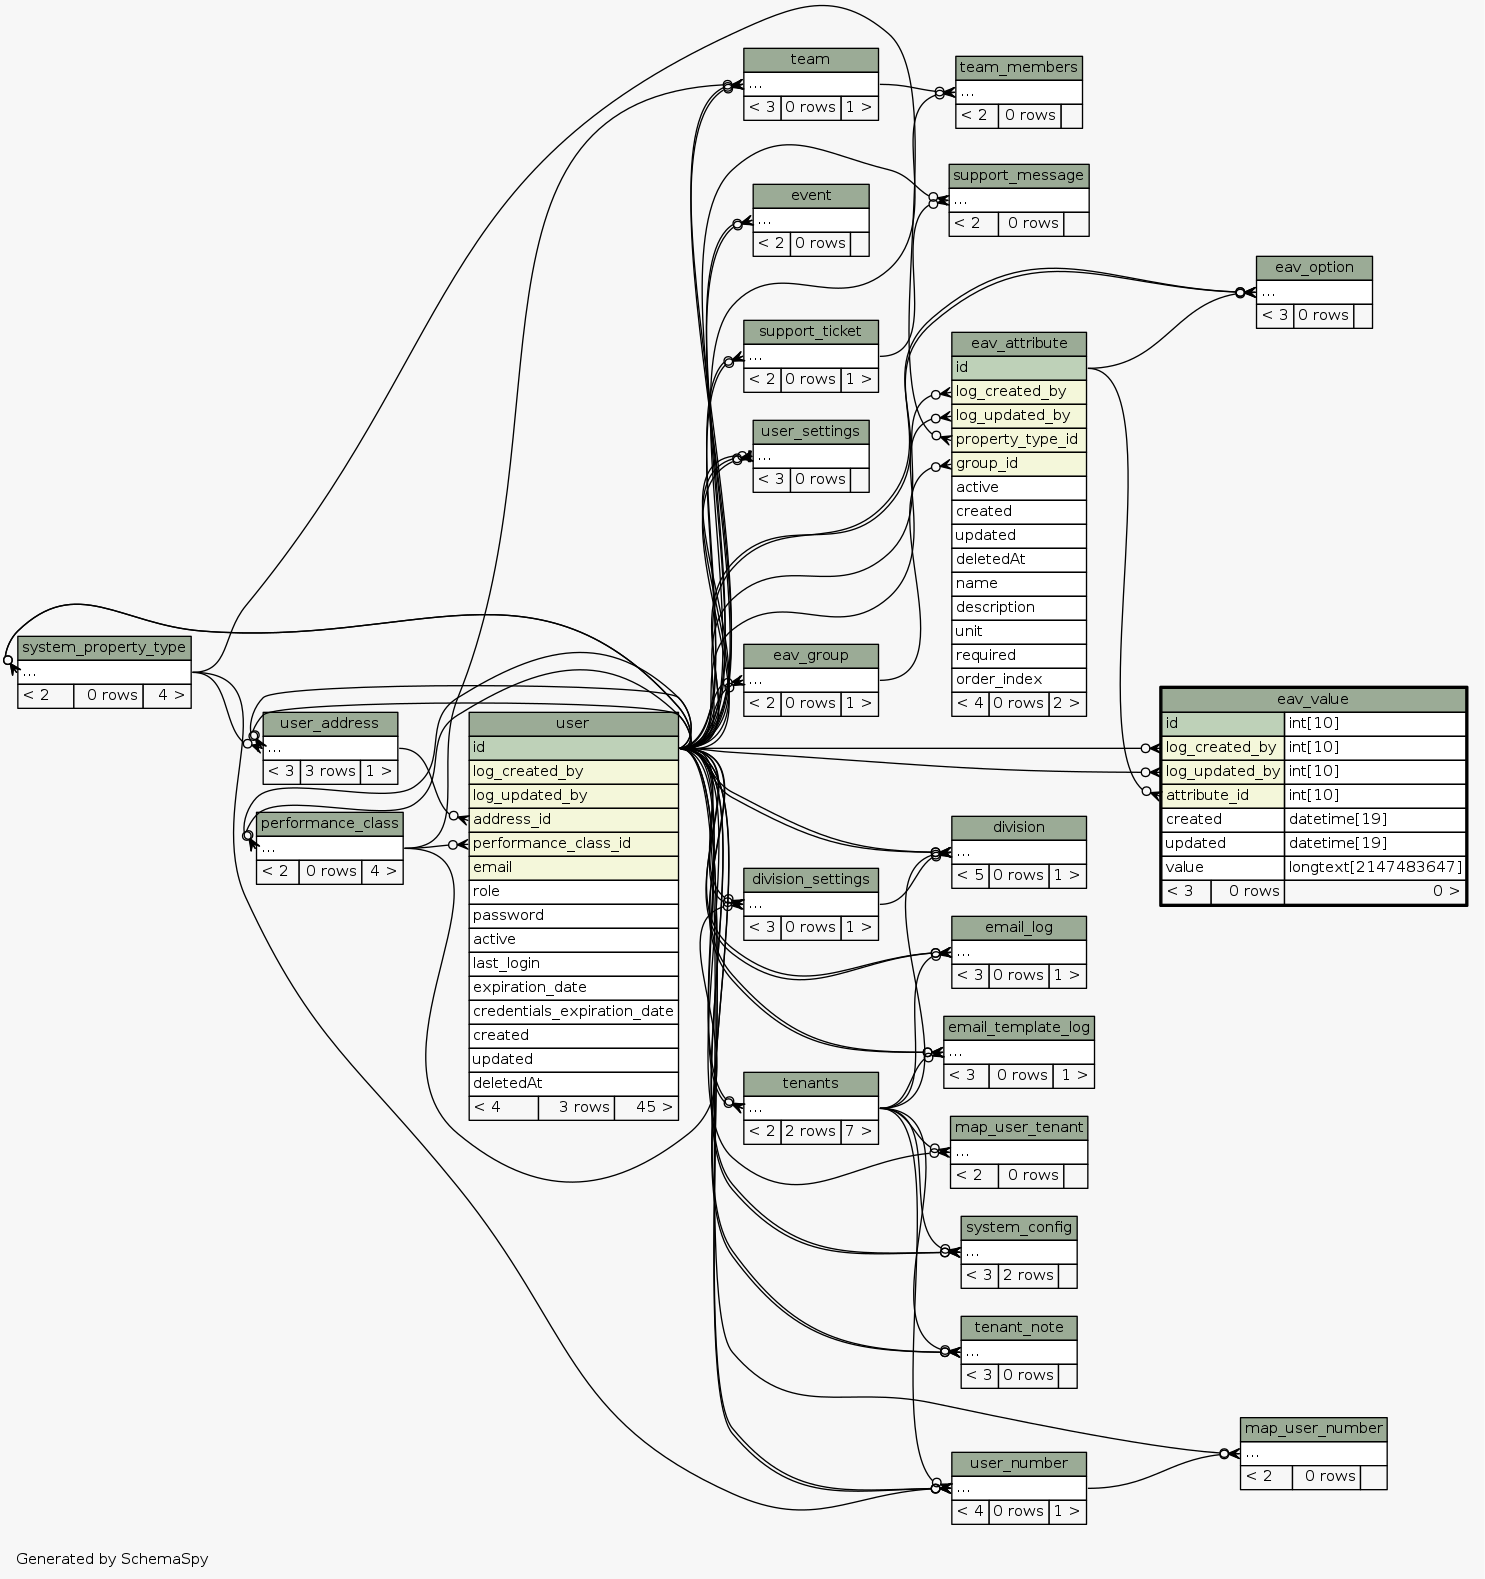 team
...
< 3 0 rows 1 >
team_members
...
< 2 0 rows
support_message
...
< 2 0 rows
event
...
< 2 0 rows
eav_option
...
< 3 0 rows
support_ticket
...
< 2 0 rows 1 >
eav_attribute
id
log_created_by
log_updated_by
property_type_id
group_id
active
created
updated
deletedAt
name
description
unit
required
order_index
< 4 0 rows 2 >
user_settings
...
< 3 0 rows
eav_group
...
< 2 0 rows 1 >
system_property_type
...
< 2 0 rows 4 >
user_address
...
< 3 3 rows 1 >
performance_class
...
< 2 0 rows 4 >
user
id
log_created_by
log_updated_by
address_id
performance_class_id
email
role
password
active
last_login
expiration_date
credentials_expiration_date
created
updated
deletedAt
< 4 3 rows 45 >
eav_value
id int[10]
log_created_by int[10]
log_updated_by int[10]
attribute_id int[10]
created datetime[19]
updated datetime[19]
value longtext[2147483647]
< 3 0 rows 0 >
division
...
< 5 0 rows 1 >
division_settings
...
< 3 0 rows 1 >
email_log
...
< 3 0 rows 1 >
email_template_log
...
< 3 0 rows 1 >
tenants
...
< 2 2 rows 7 >
map_user_tenant
...
< 2 0 rows
system_config
...
< 3 2 rows
tenant_note
...
< 3 0 rows
map_user_number
...
< 2 0 rows
user_number
...
< 4 0 rows 1 >
Generated by SchemaSpy